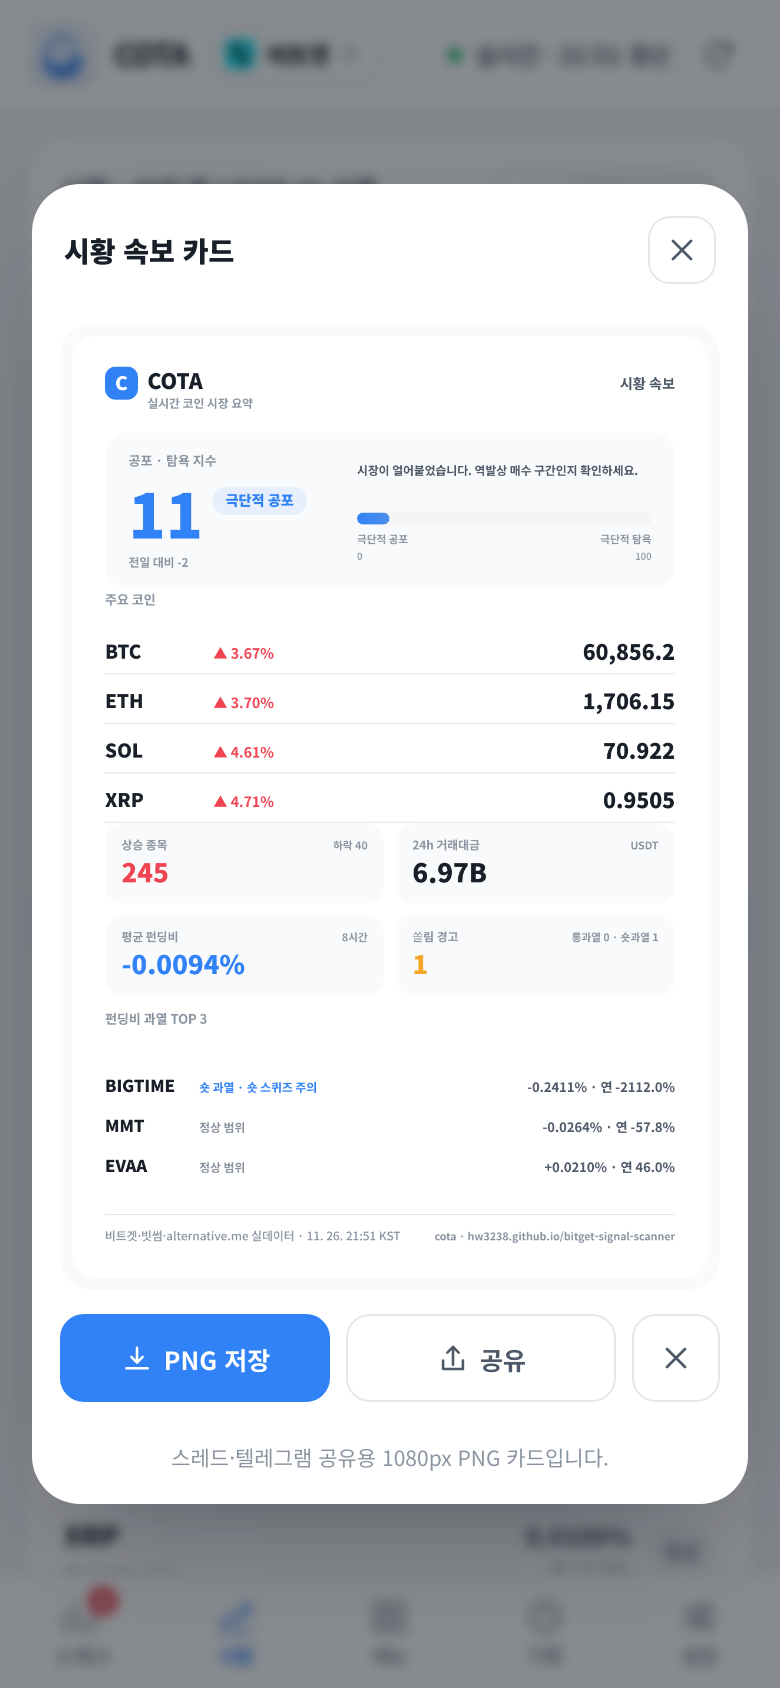 COTA
시황 속보 카드
C COTA
실시간 코인 시장 요약
시황 속보
공포 · 탐욕 지수
11 극단적 공포
전일 대비 -2
시장이 얼어붙었습니다. 역발상 매수 구간인지 확인하세요.
극단적 공포 극단적 탐욕
0 100
주요 코인
BTC ▲ 3.67% 60,856.2
ETH ▲ 3.70% 1,706.15
SOL ▲ 4.61% 70.922
XRP ▲ 4.71% 0.9505
상승 종목 하락 40
245
24h 거래대금 USDT
6.97B
평균 펀딩비 8시간
-0.0094%
쏠림 경고 롱과열 0 · 숏과열 1
1
펀딩비 과열 TOP 3
BIGTIME 숏 과열 · 숏 스퀴즈 주의 -0.2411% · 연 -2112.0%
MMT 정상 범위 -0.0264% · 연 -57.8%
EVAA 정상 범위 +0.0210% · 연 46.0%
비트겟·빗썸·alternative.me 실데이터 · 11. 26. 21:51 KST
cota · hw3238.github.io/bitget-signal-scanner
PNG 저장
공유
스레드·텔레그램 공유용 1080px PNG 카드입니다.
XRP